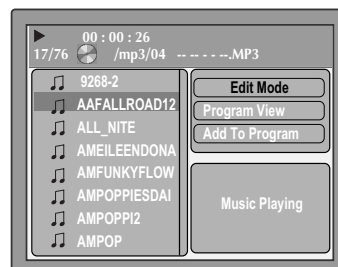 00 : 00 : 26
17/76 /mp3/04 -- -- - - - --.MP3
9268-2
AAFALLROAD12
ALL_NITE
AMEILEENDONA
AMFUNKYFLOW
AMPOPPIESDAI
AMPOPPI2
AMPOP
Edit Mode
Program View
Add To Program
Music Playing